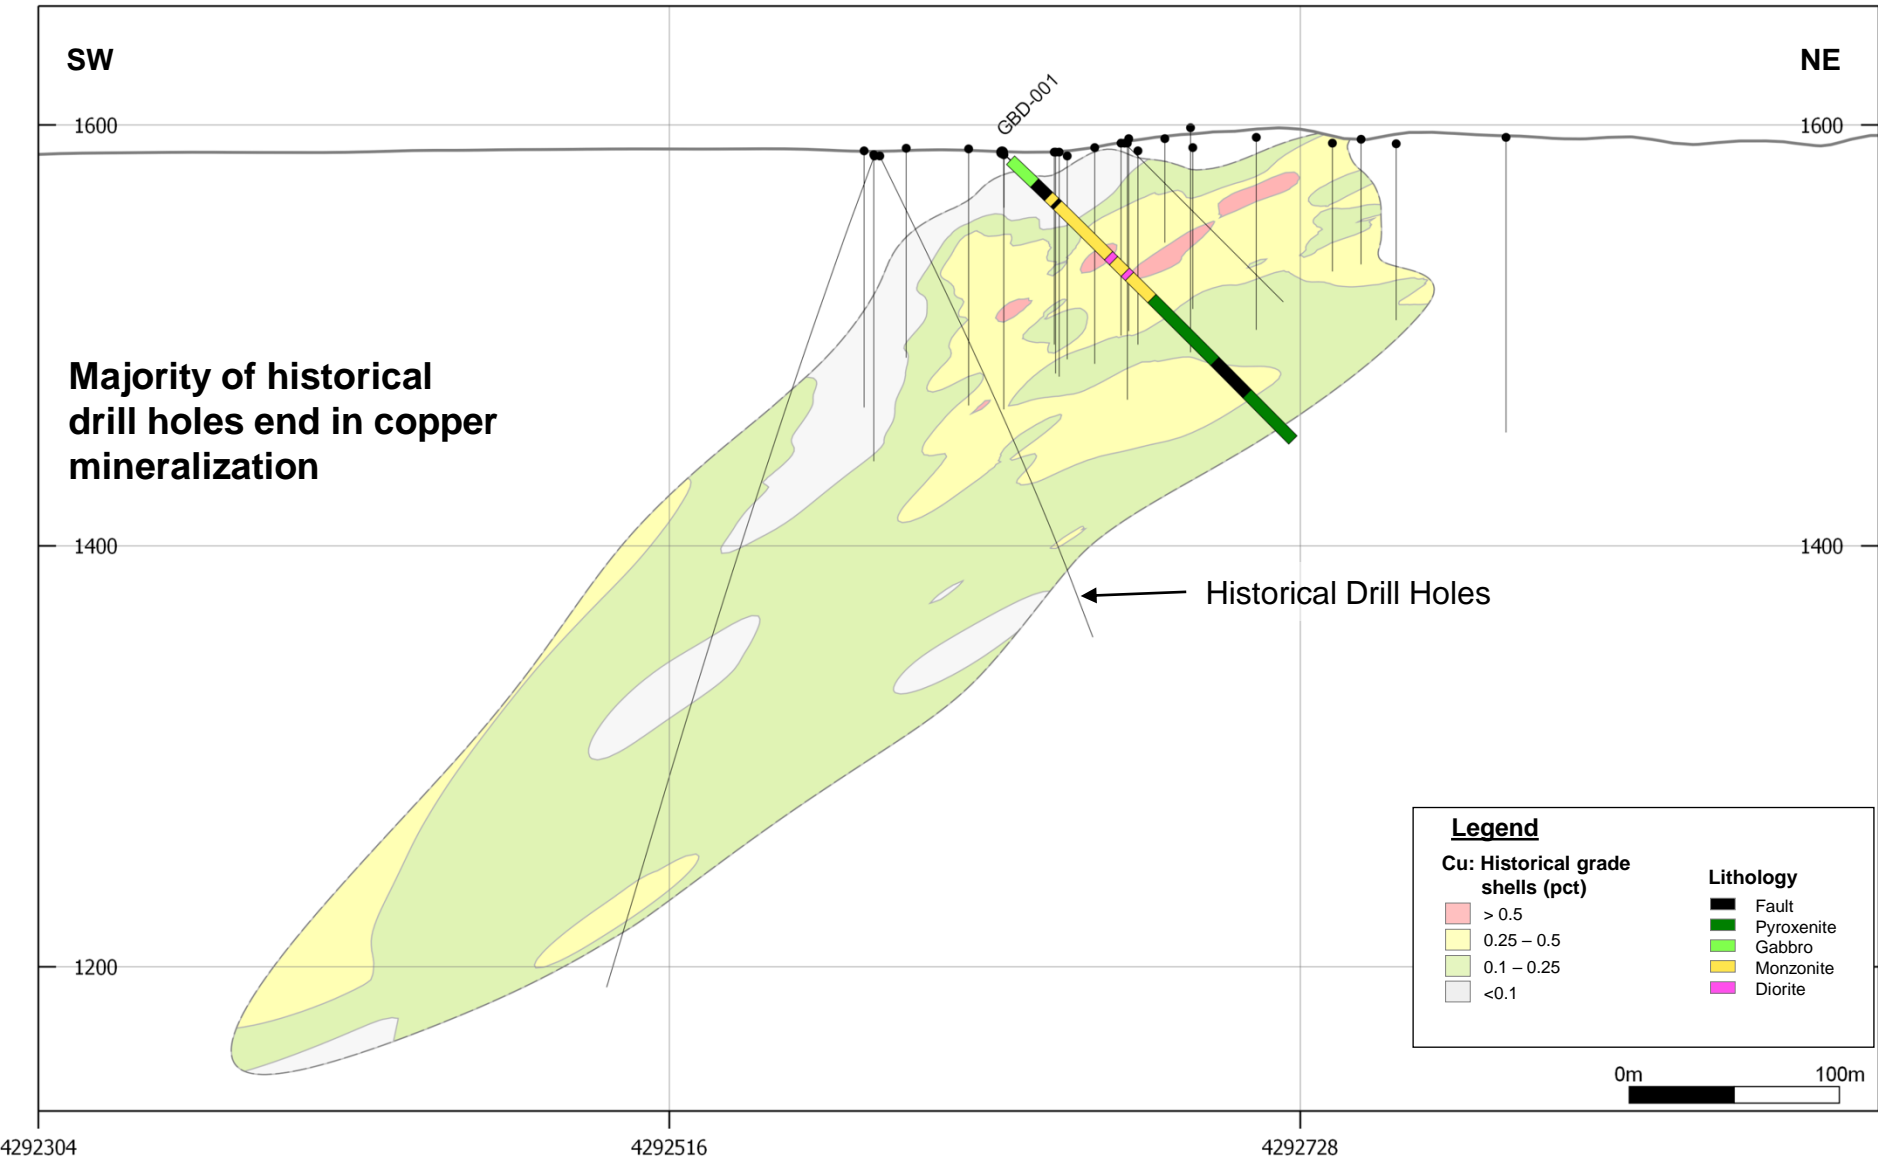 SW
NE
GBD-001
1600
1600
Majority of historical
drill holes end in copper
mineralization
1400
1400
Historical Drill Holes
1200
Legend
Cu: Historical grade
shells (pct)
> 0.5
0.25 – 0.5
0.1 – 0.25
<0.1
Lithology
Fault
Pyroxenite
Gabbro
Monzonite
Diorite
0m
100m
4292304
4292516
4292728